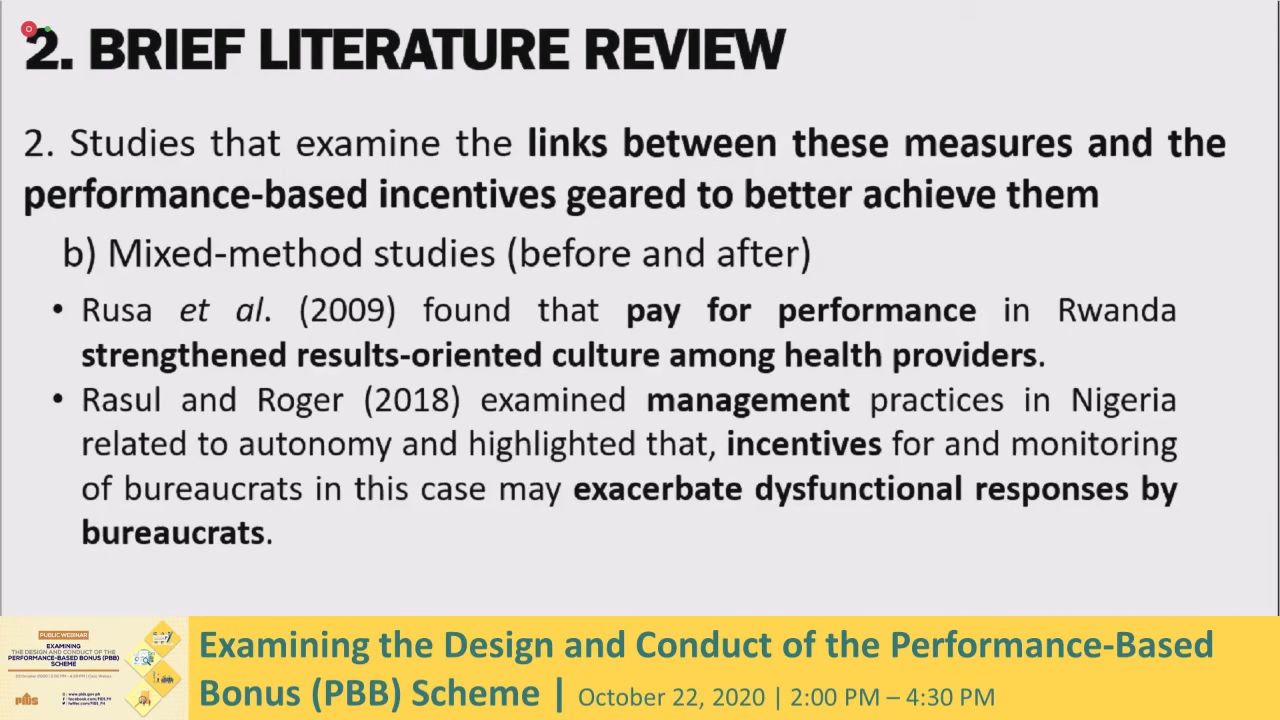 2. BRIEF LITERATURE REVIEW
2. Studies that examine the links between these measures and the
performance-based incentives geared to better achieve them
b) Mixed-method studies (before and after)
• Rusa et al. (2009) found that pay for performance in Rwanda
strengthened results-oriented culture among health providers.
• Rasul and Roger (2018) examined management practices in Nigeria
related to autonomy and highlighted that, incentives for and monitoring
of bureaucrats in this case may exacerbate dysfunctional responses by
bureaucrats.
PUBLIC WEBINAR
EXAMINING
THE DESIGN AND CONDUCT OF THE
PERFORMANCE-BASED BONUS (PBB)
SCHEME
Examining the Design and Conduct of the Performance-Based
Bonus (PBB) Scheme | October 22, 2020 | 2:00 PM – 4:30 PM